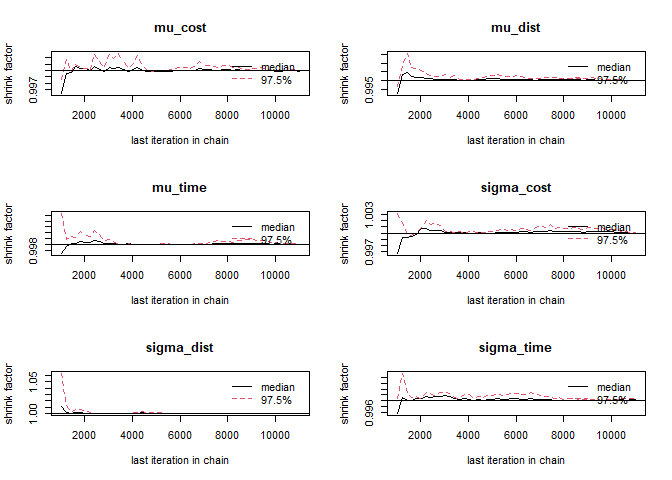 mu_cost
shrink factor
0.997
median
97.5%
2000 4000 6000 8000 10000
last iteration in chain
mu_dist
shrink factor
0.995
median
97.5%
2000 4000 6000 8000 10000
last iteration in chain
mu_time
shrink factor
0.998
median
97.5%
2000 4000 6000 8000 10000
last iteration in chain
sigma_cost
shrink factor
0.997 1.003
median
97.5%
2000 4000 6000 8000 10000
last iteration in chain
sigma_dist
shrink factor
1.00 1.05
median
97.5%
2000 4000 6000 8000 10000
last iteration in chain
sigma_time
shrink factor
0.996
median
97.5%
2000 4000 6000 8000 10000
last iteration in chain